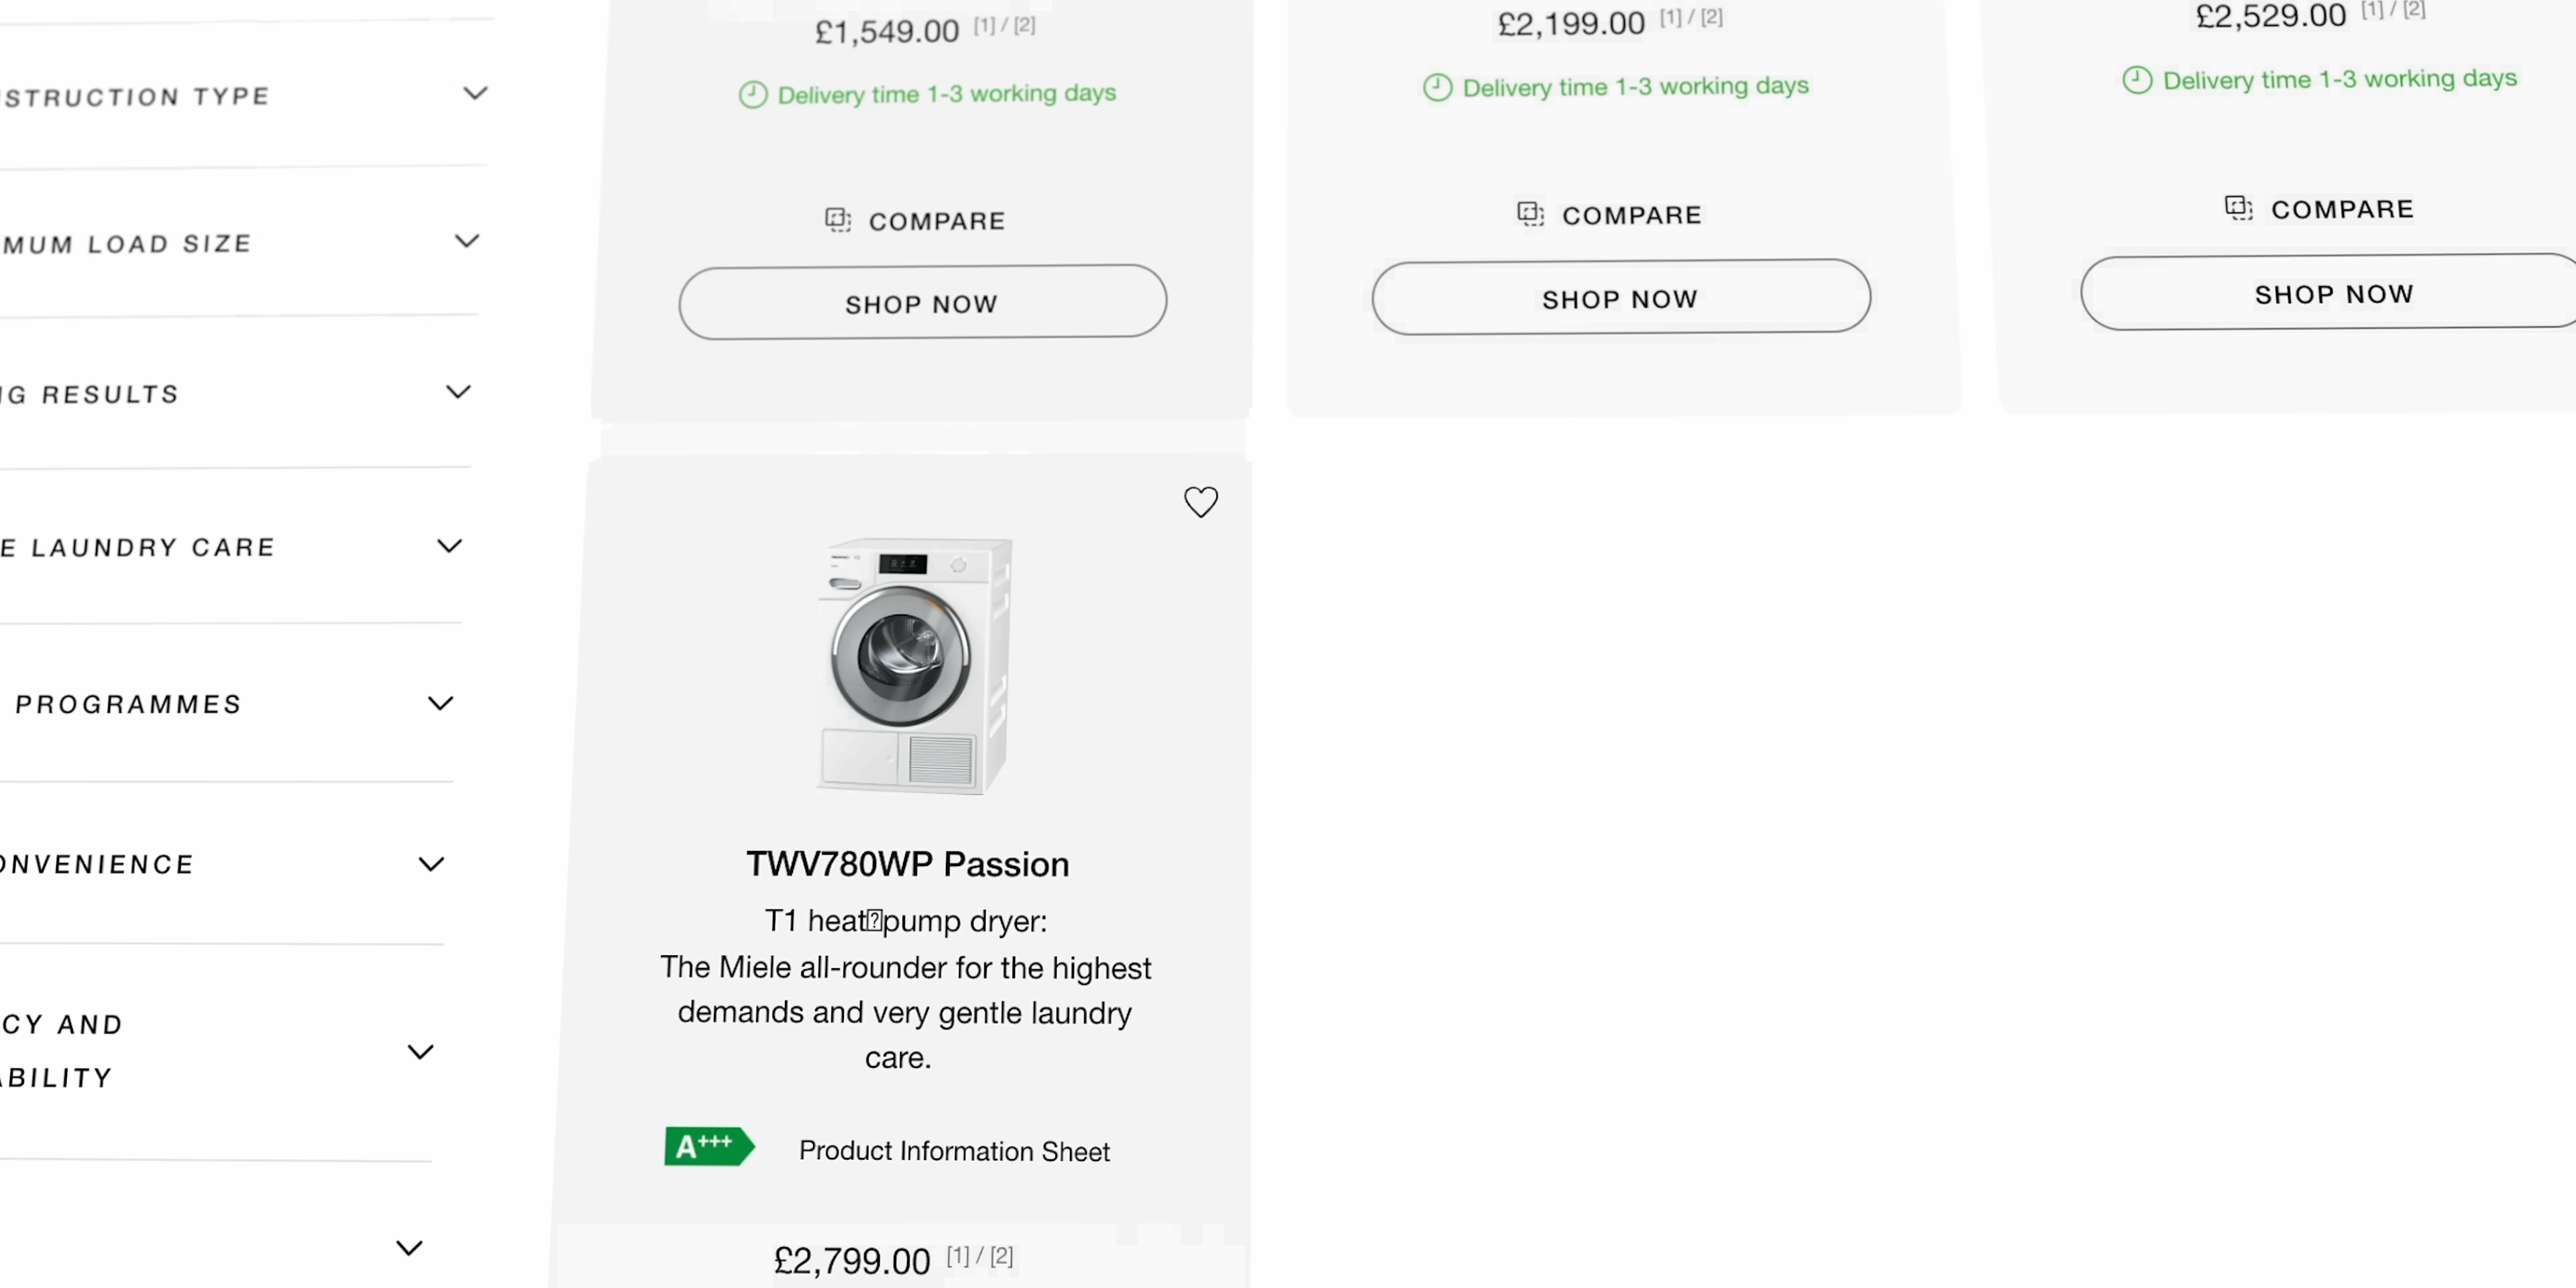 STRUCTION TYPE
MUM LOAD SIZE
G RESULTS
E LAUNDRY CARE
PROGRAMMES
ONVENIENCE
CY AND
ABILITY
£1,549.00 [1] / [2]
Delivery time 1-3 working days
COMPARE
SHOP NOW
£2,199.00 [1] / [2]
Delivery time 1-3 working days
COMPARE
SHOP NOW
£2,529.00 [1] / [2]
Delivery time 1-3 working days
COMPARE
SHOP NOW
TWV780WP Passion
T1 heat�pump dryer:
The Miele all-rounder for the highest
demands and very gentle laundry
care.
A+++ Product Information Sheet
£2,799.00 [1] / [2]